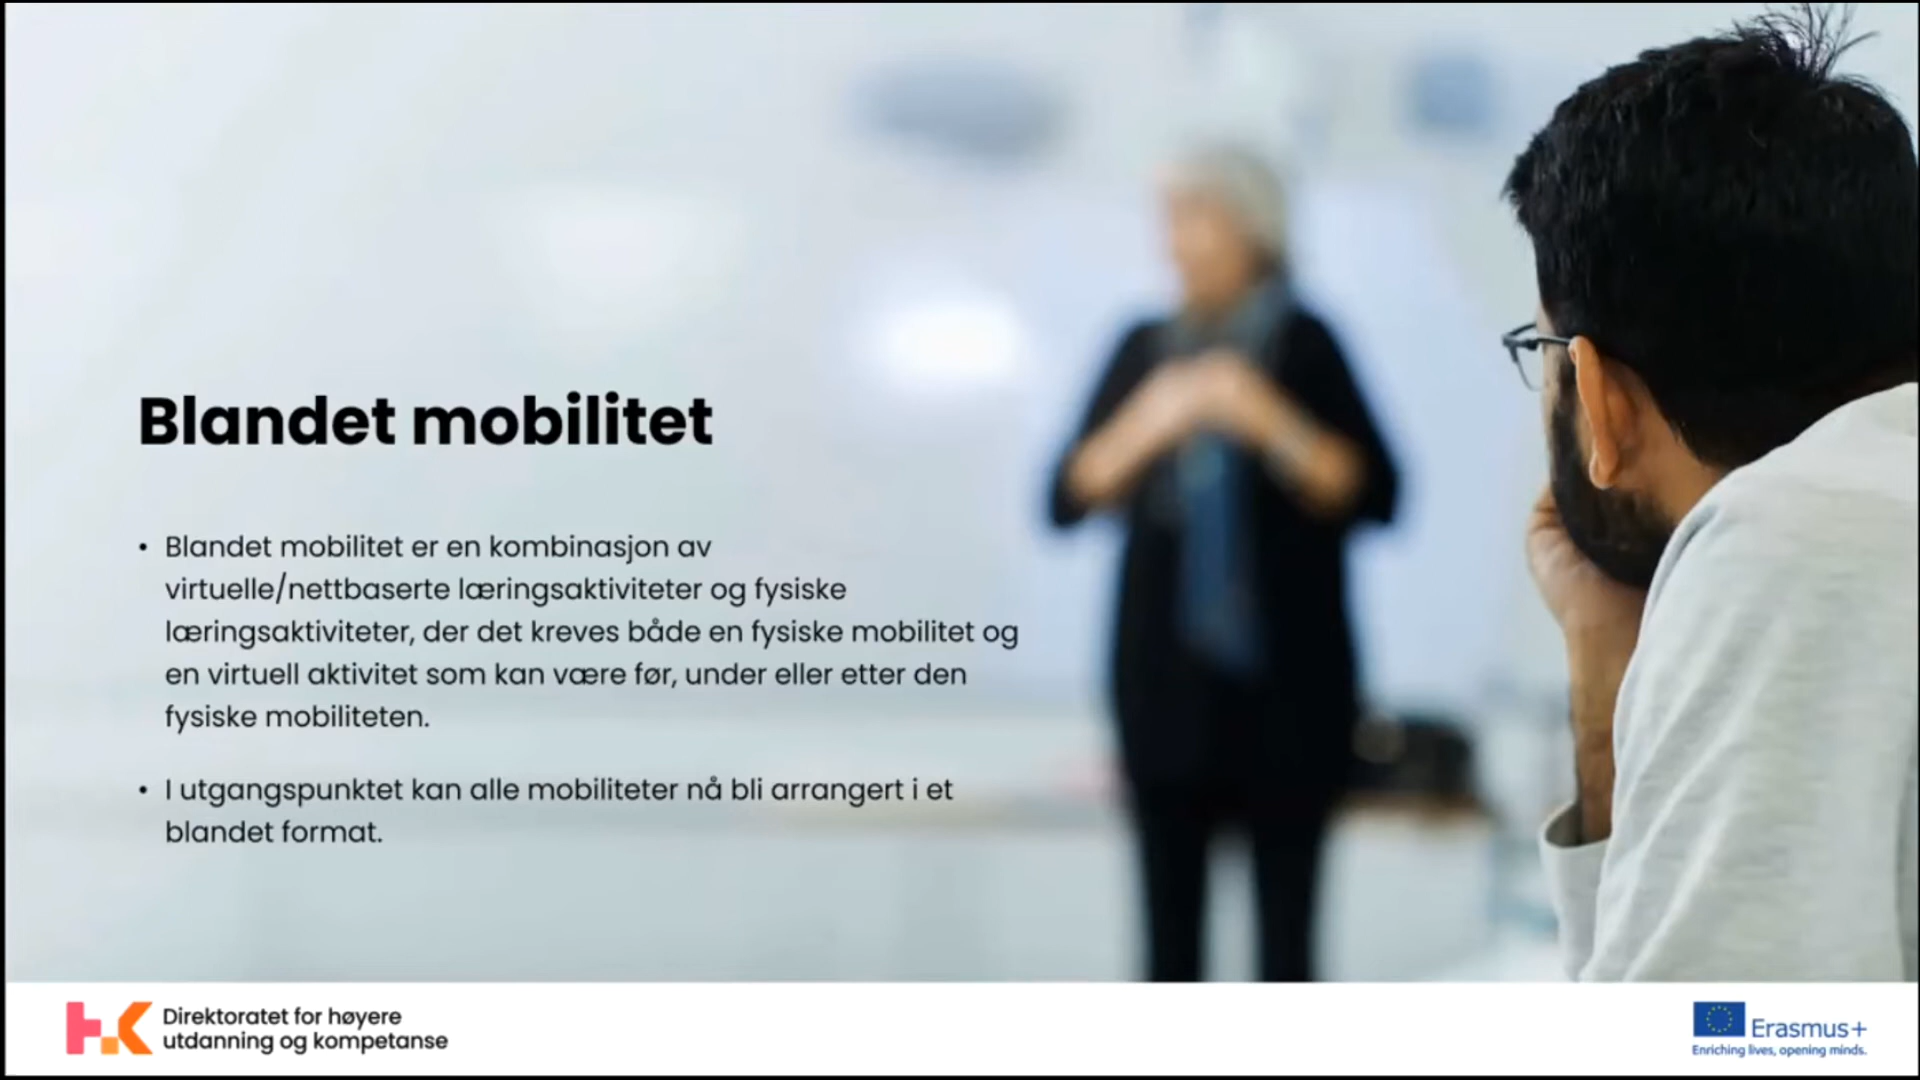 Blandet mobilitet
• Blandet mobilitet er en kombinasjon av
virtuelle/nettbaserte læringsaktiviteter og fysiske
læringsaktiviteter, der det kreves både en fysiske mobilitet og
en virtuell aktivitet som kan være før, under eller etter den
fysiske mobiliteten.
• I utgangspunktet kan alle mobiliteter nå bli arrangert i et
blandet format.
Direktoratet for høyere
utdanning og kompetanse
Erasmus+
Enriching lives, opening minds.